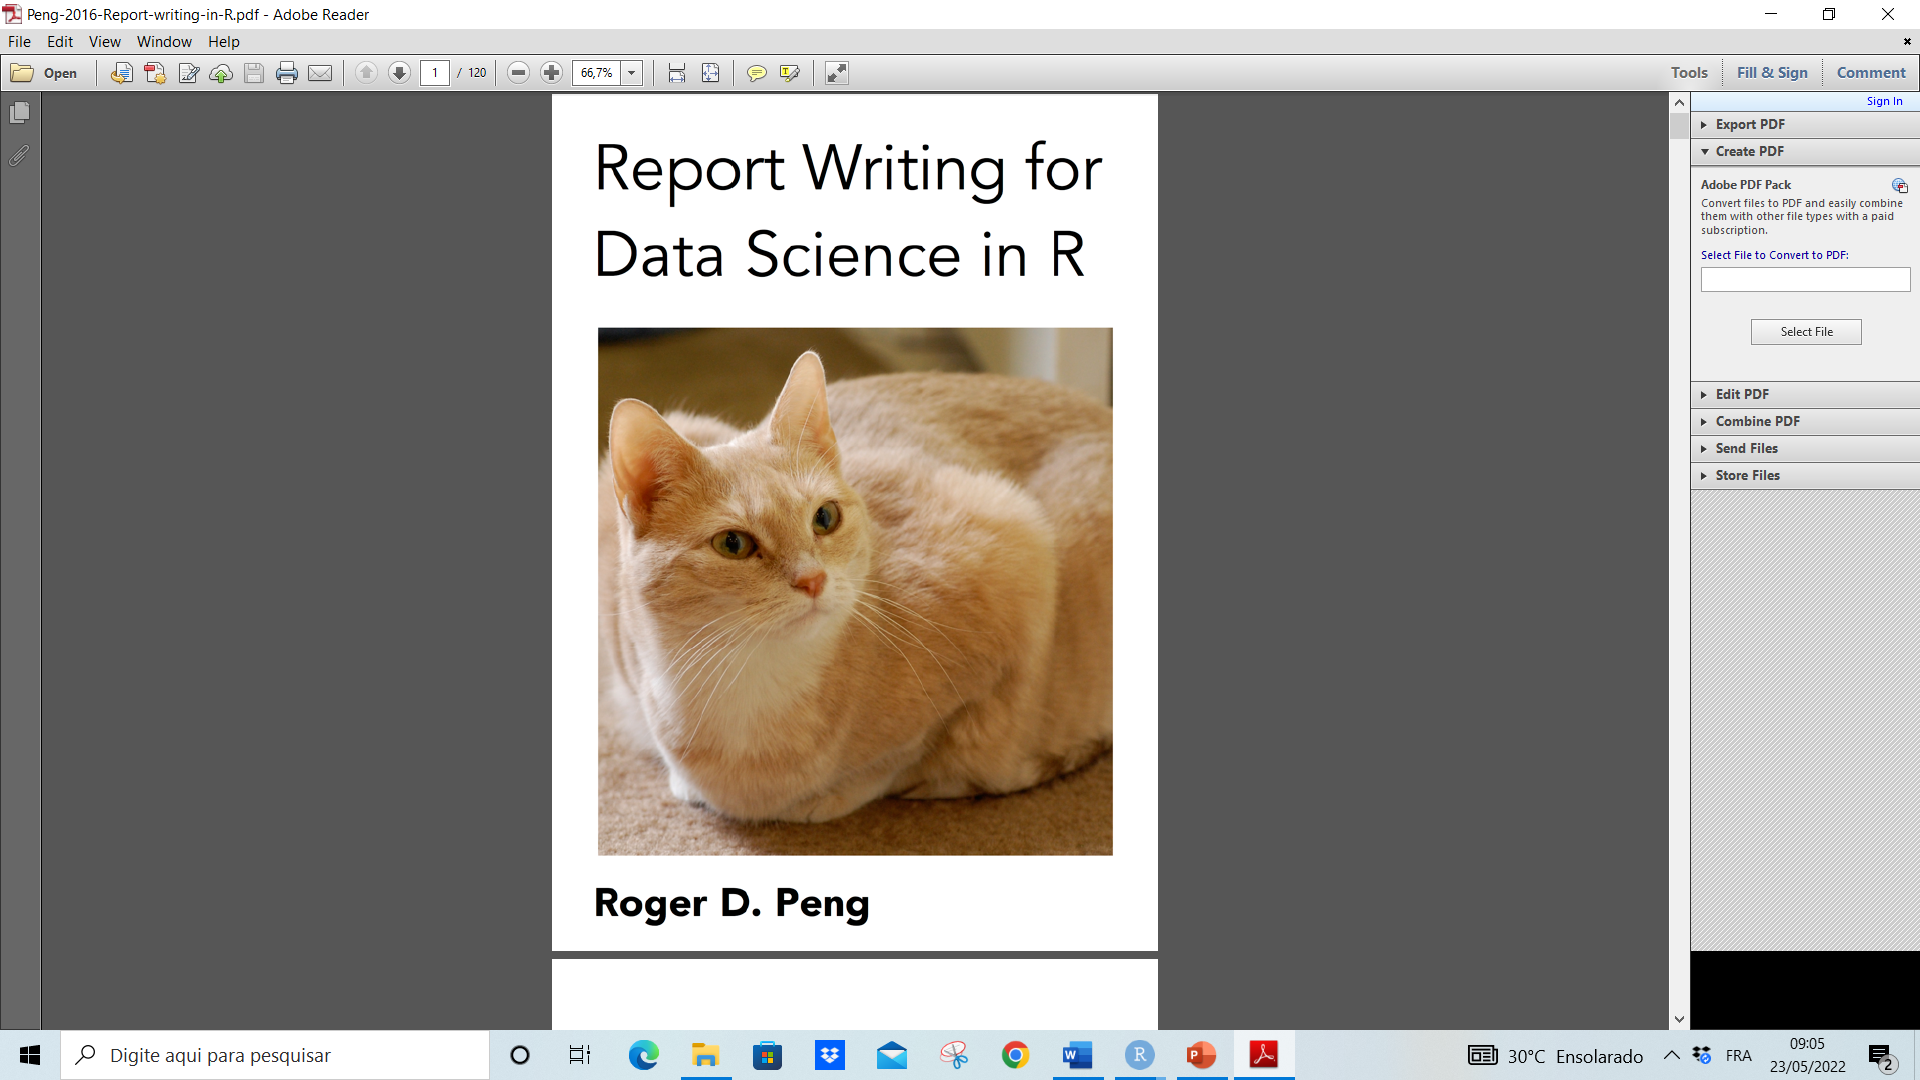 Peng-2016-Report-writing-in-R.pdf - Adobe Reader
File Edit View Window Help
Open 1 / 120 66,7% Tools Fill & Sign Comment
Sign In
Export PDF
Create PDF
Adobe PDF Pack
Convert files to PDF and easily combine
them with other file types with a paid
subscription.
Select File to Convert to PDF:
Select File
Edit PDF
Combine PDF
Send Files
Store Files
Report Writing for
Data Science in R
Roger D. Peng
Digite aqui para pesquisar
30°C Ensolarado
FRA
09:05
23/05/2022
2